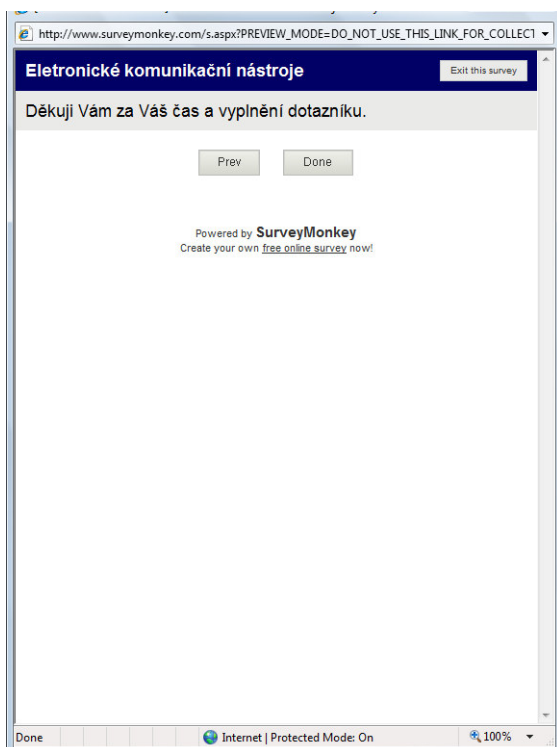 http://www.surveymonkey.com/s.aspx?PREVIEW_MODE=DO_NOT_USE_THIS_LINK_FOR_COLLECT
Eletronické komunikační nástroje
Exit this survey
Děkuji Vám za Váš čas a vyplnění dotazníku.
Prev Done
Powered by SurveyMonkey
Create your own free online survey now!
Done Internet | Protected Mode: On 100%